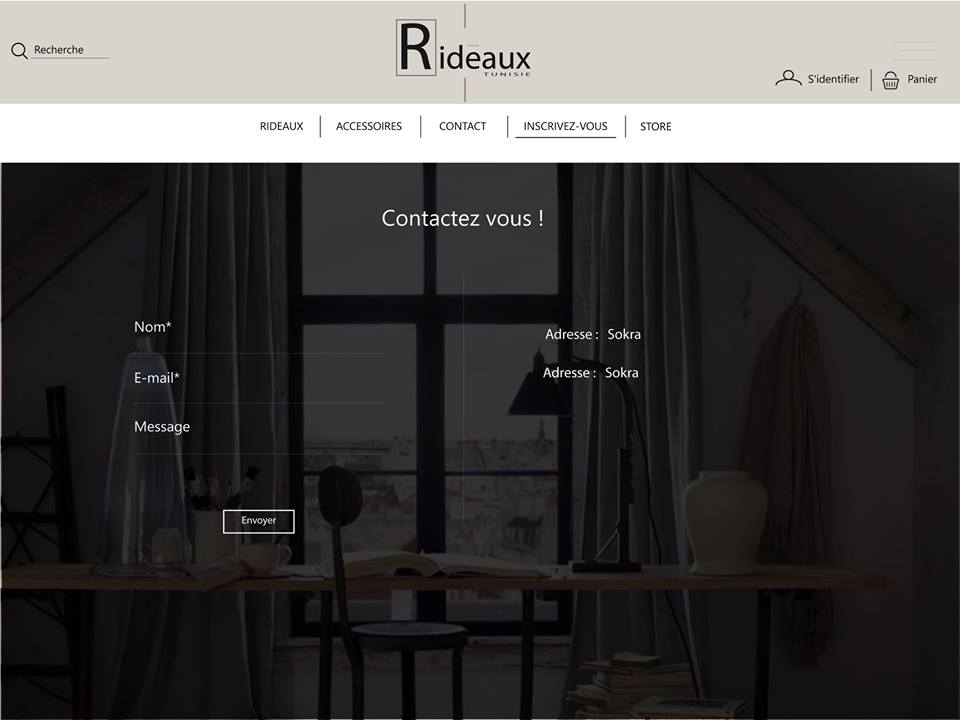 Recherche
Rideaux
TUNISIE
S'identifier
Panier
RIDEAUX
ACCESSOIRES
CONTACT
INSCRIVEZ-VOUS
STORE
Contactez vous !
Nom*
E-mail*
Message
Envoyer
Adresse : Sokra
Adresse : Sokra